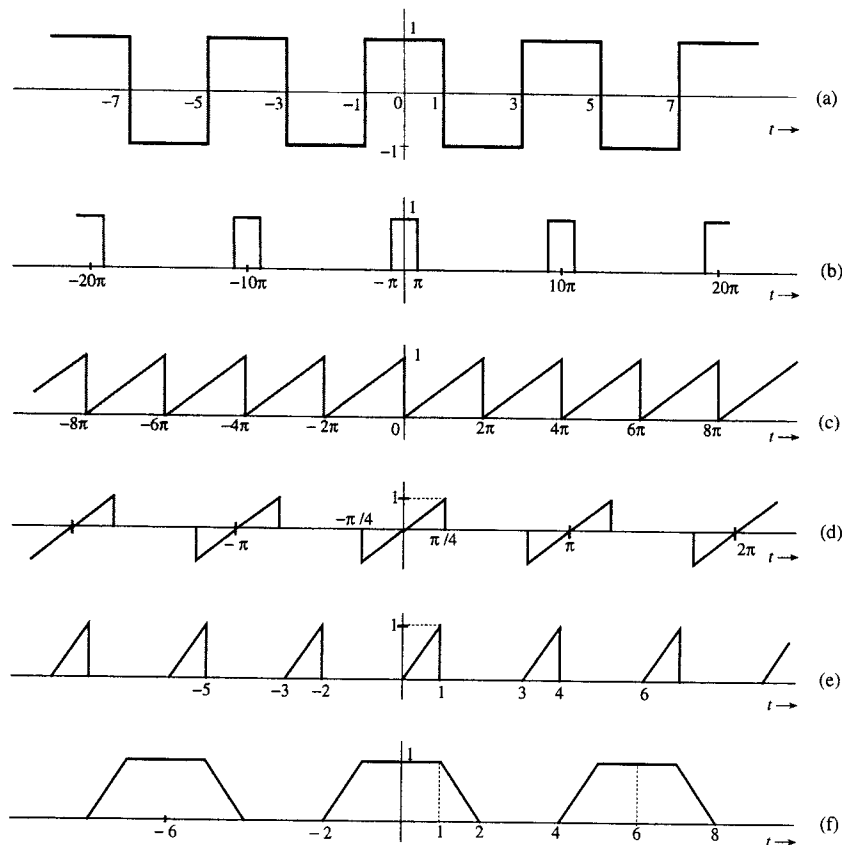 1
-7 -5 -3 -1 0 1 3 5 7 (a)
t →
-1
1
-20π -10π -π π 10π 20π (b)
t →
1
-8π -6π -4π -2π 0 2π 4π 6π 8π (c)
t →
1
-π/4
-π π/4 π 2π (d)
t →
1
-5 -3 -2 1 3 4 6 (e)
t →
1
-6 -2 1 2 4 6 8 (f)
t →